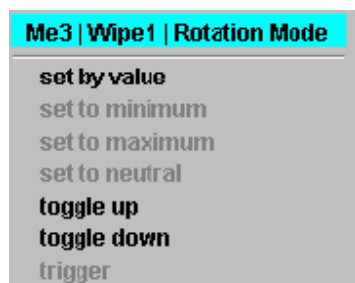 Me3 | Wipe1 | Rotation Mode
set by value
set to minimum
set to maximum
set to neutral
toggle up
toggle down
trigger